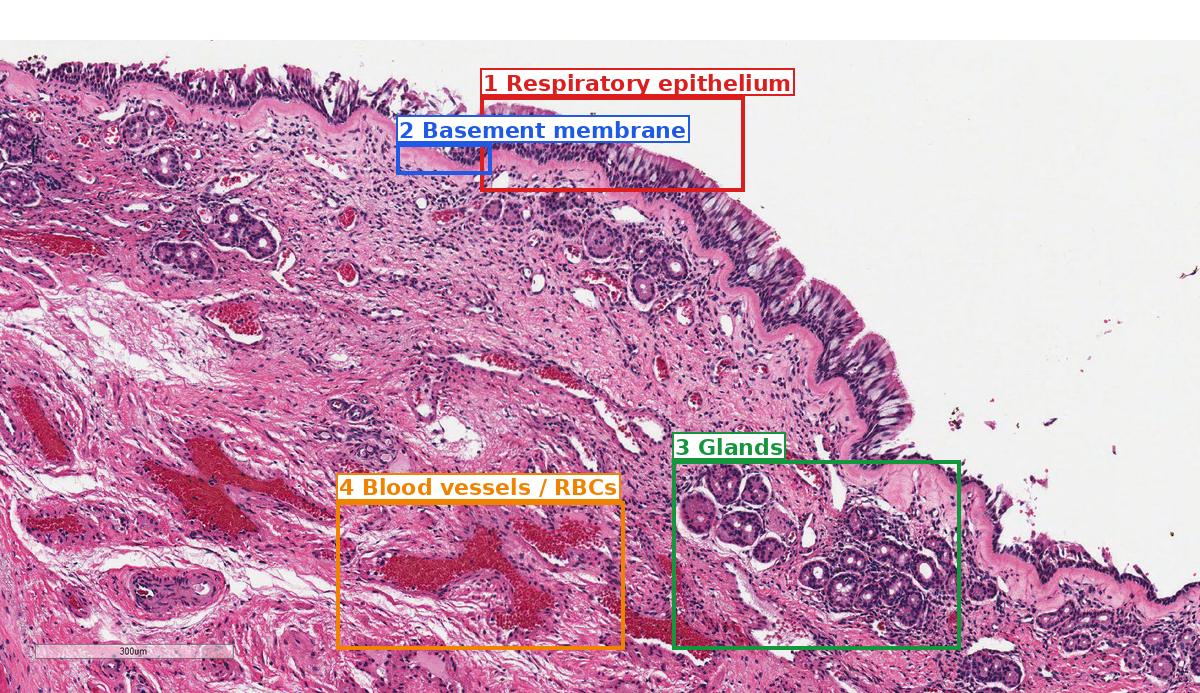 1 Respiratory epithelium
2 Basement membrane
3 Glands
4 Blood vessels / RBCs
300um